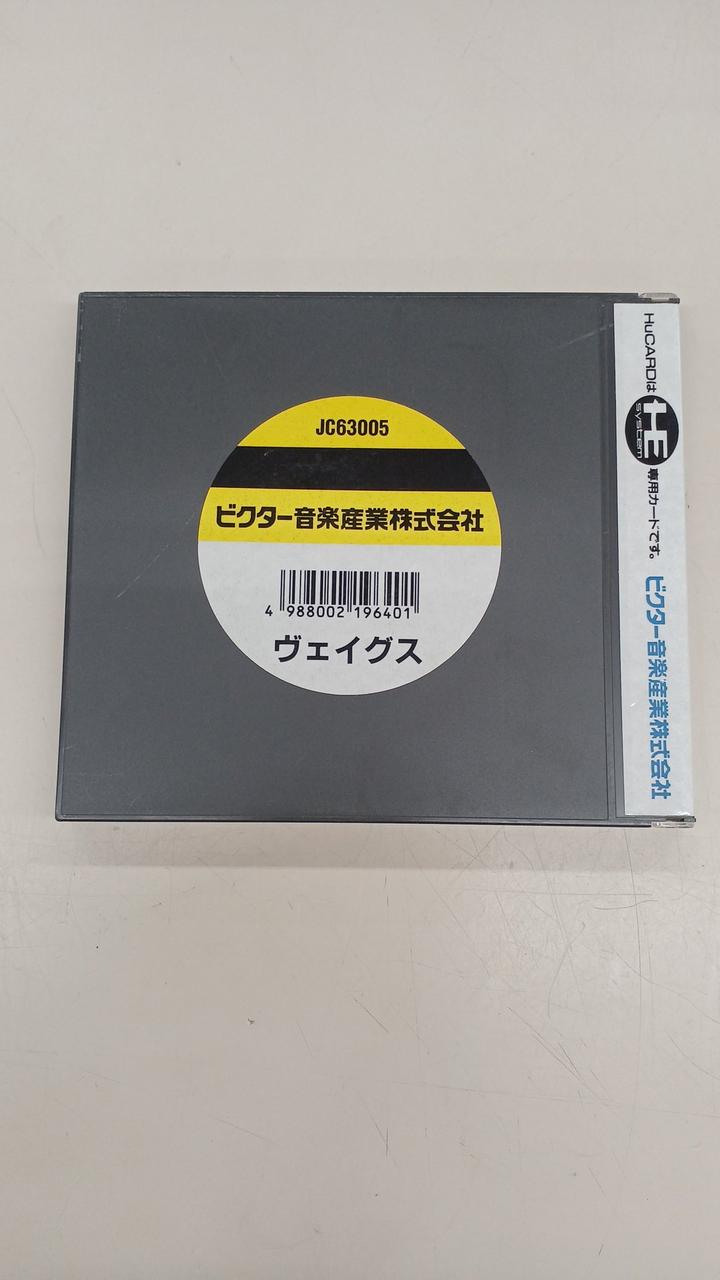 JC63005
ビクター音楽産業株式会社
4 988002 196401
ヴェイグス
HuCARDは HE system 専用カードです。 ビクター音楽産業株式会社